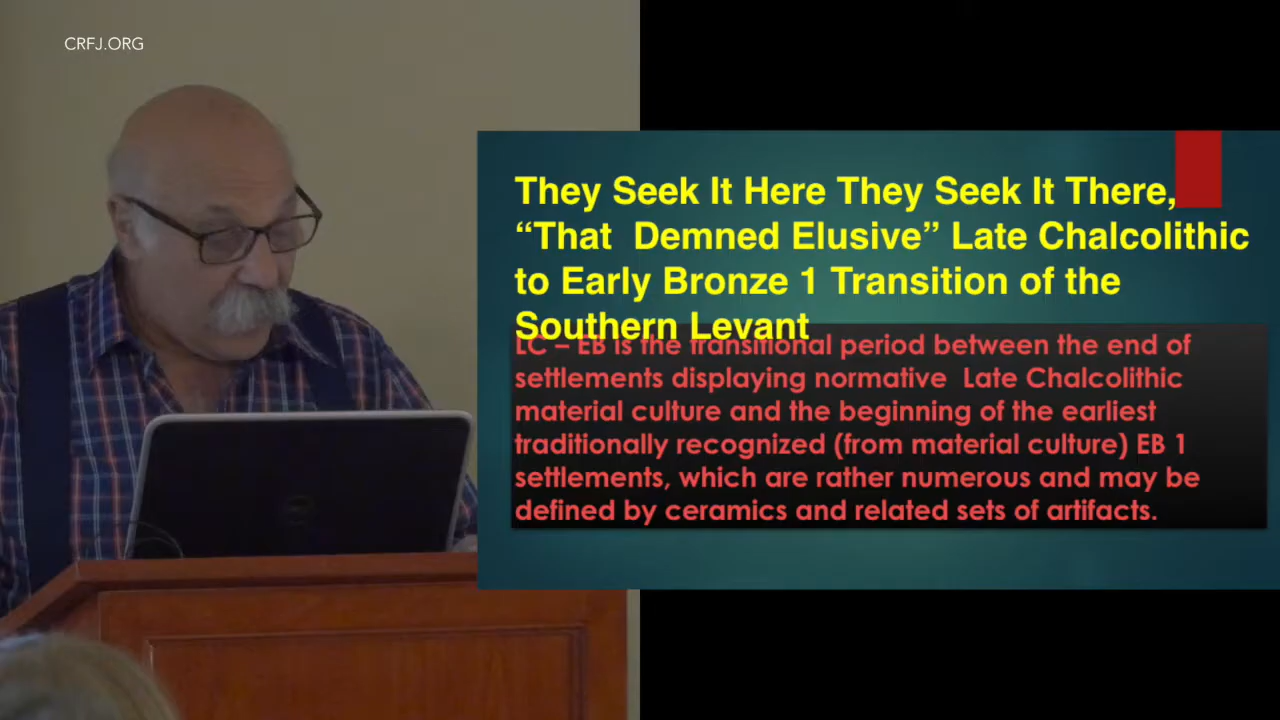 CRFJ.ORG
They Seek It Here They Seek It There,
“That Demned Elusive” Late Chalcolithic
to Early Bronze 1 Transition of the
Southern Levant
LC – EB is the transitional period between the end of
settlements displaying normative Late Chalcolithic
material culture and the beginning of the earliest
traditionally recognized (from material culture) EB 1
settlements, which are rather numerous and may be
defined by ceramics and related sets of artifacts.